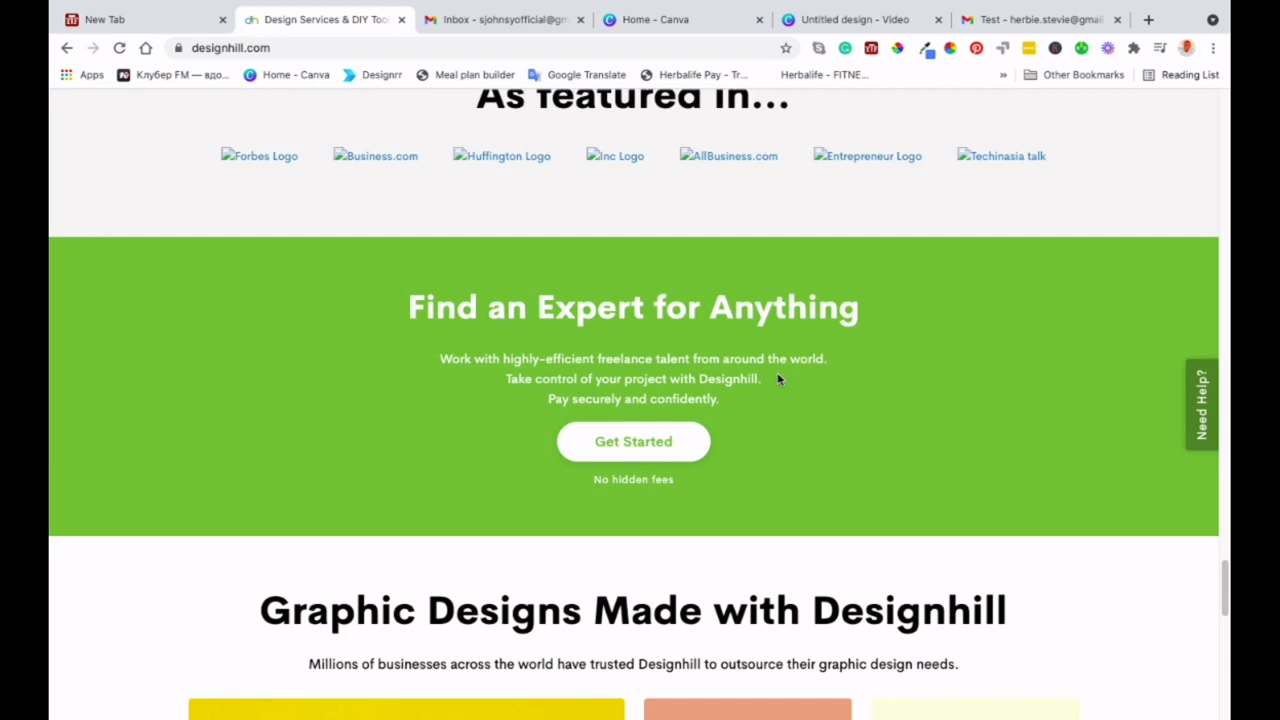 New Tab
Design Services & DIY Too
Inbox - sjohnsyofficial@gm
Home - Canva
Untitled design - Video
Test - herbie.stevie@gmail
designhill.com
Apps
Клубер FM — вдо...
Home - Canva
Designrr
Meal plan builder
Google Translate
Herbalife Pay - Tr...
Herbalife - FITNE...
»
Other Bookmarks
Reading List
As featured in...
Forbes Logo
Business.com
Huffington Logo
Inc Logo
AllBusiness.com
Entrepreneur Logo
Techinasia talk
Find an Expert for Anything
Work with highly-efficient freelance talent from around the world.
Take control of your project with Designhill.
Pay securely and confidently.
Get Started
No hidden fees
Need Help?
Graphic Designs Made with Designhill
Millions of businesses across the world have trusted Designhill to outsource their graphic design needs.